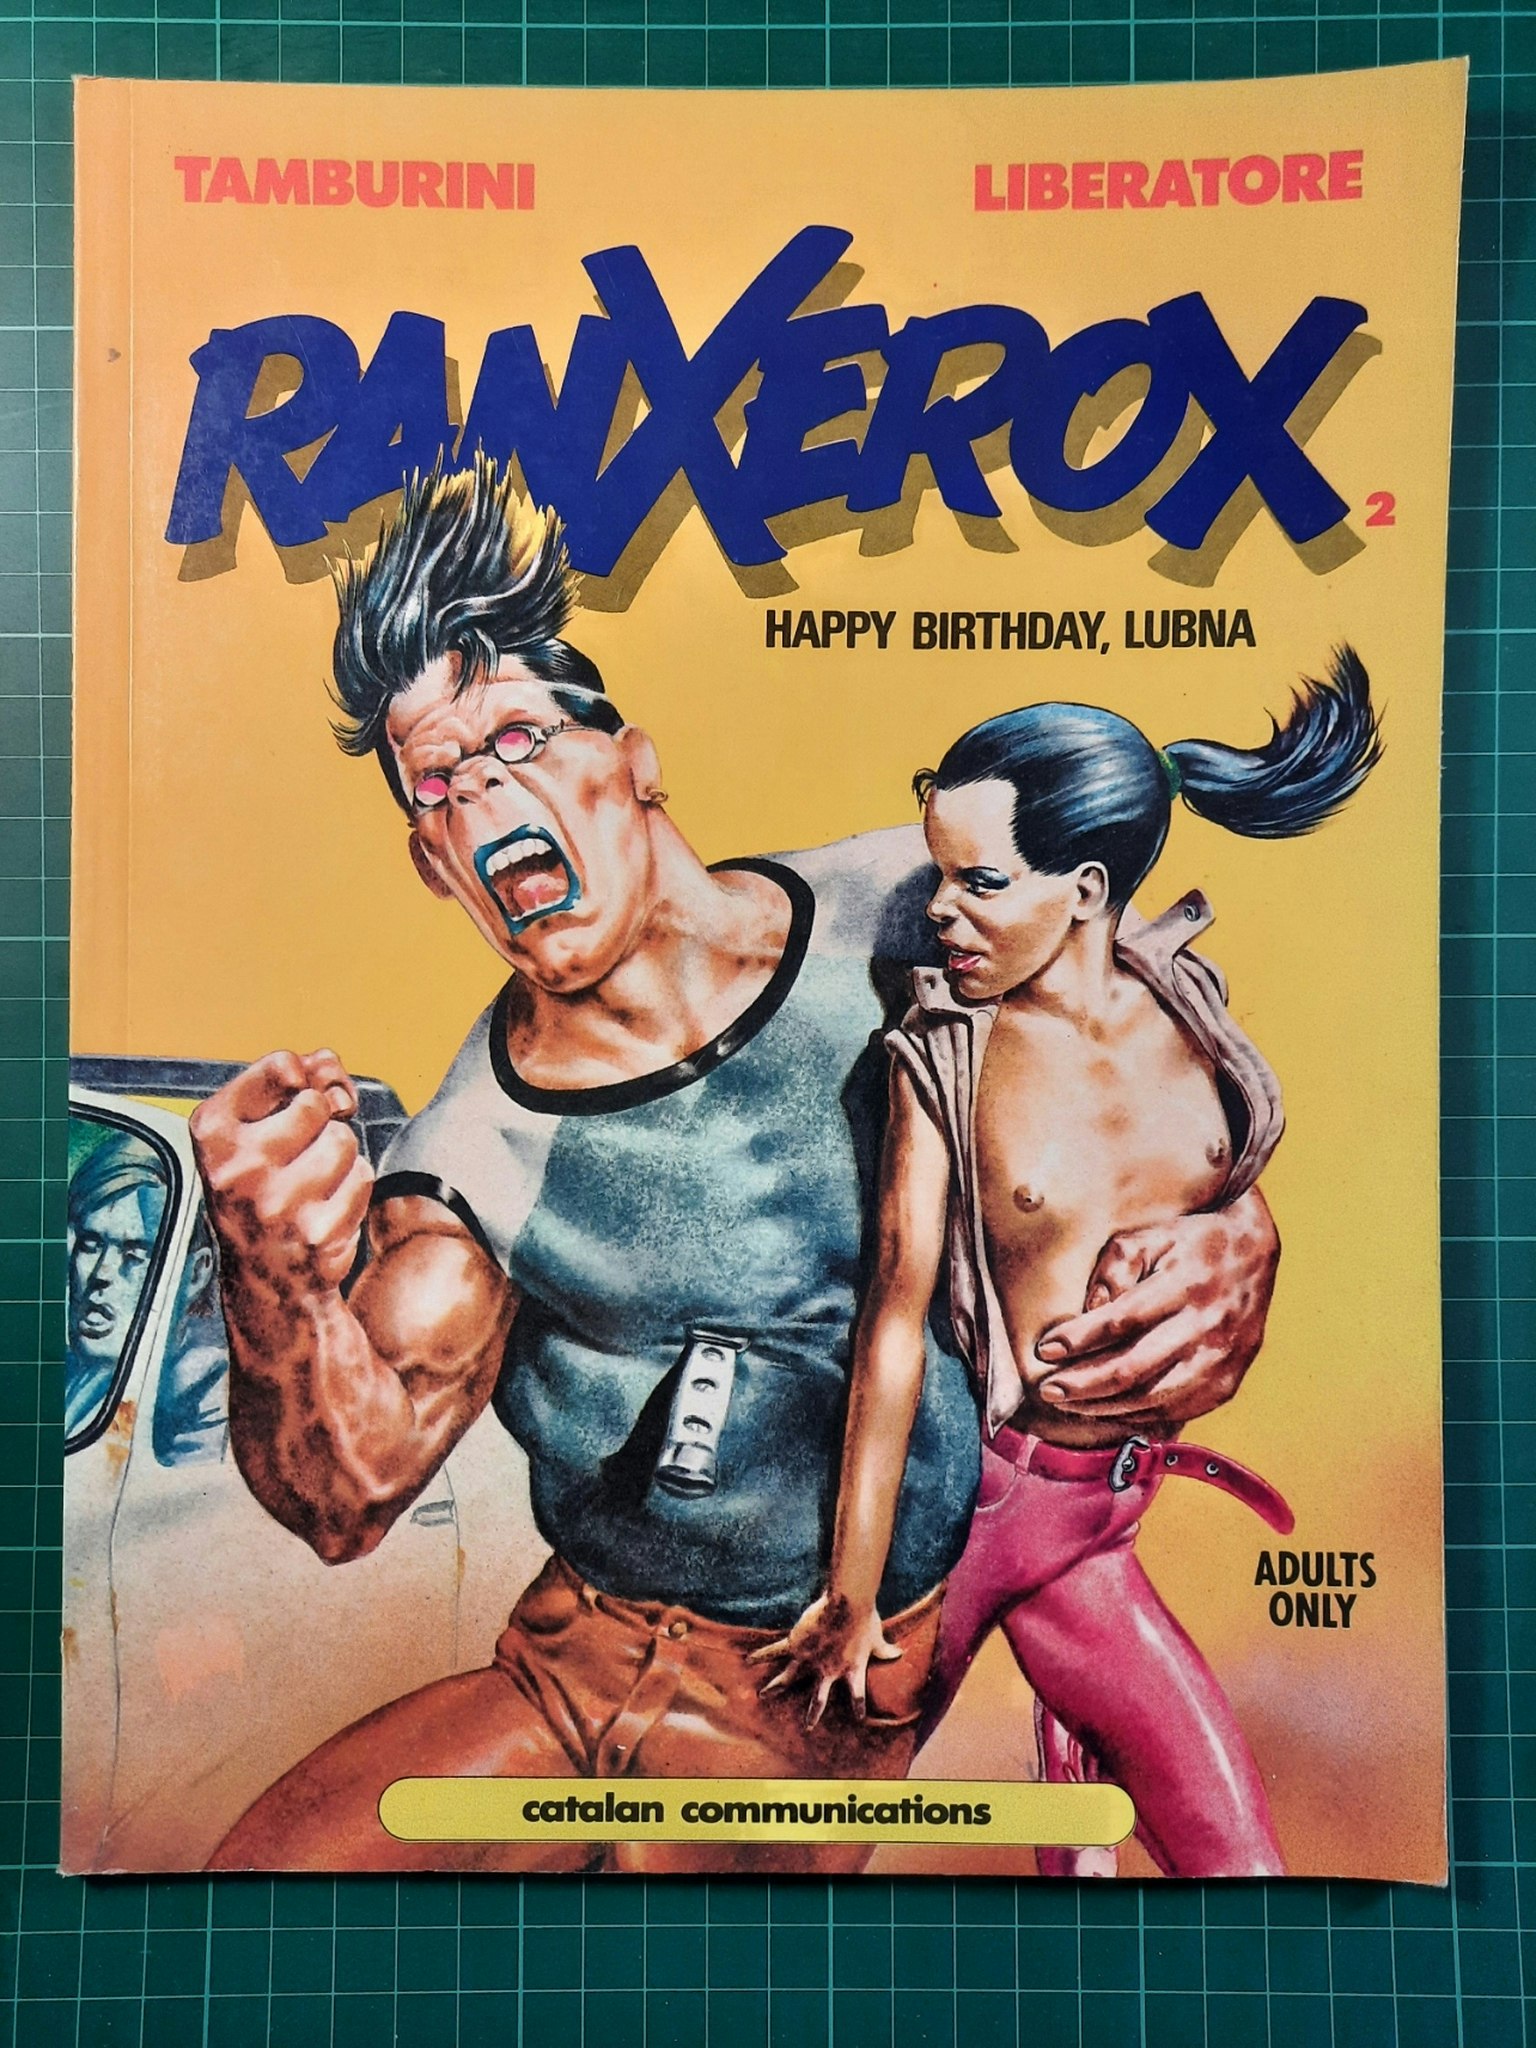 TAMBURINI
LIBERATORE
RANXEROX
2
HAPPY BIRTHDAY, LUBNA
ADULTS
ONLY
catalan communications